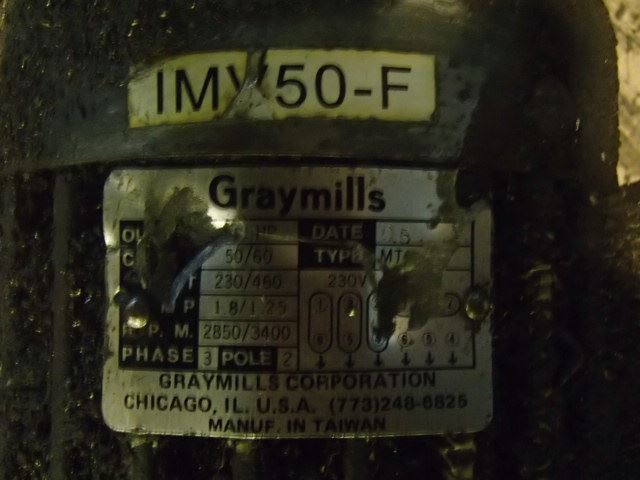 IMV50-F
Graymills
HP DATE
50/60 TYPE
230/460 230V
1.8/1.25
2850/3400
PHASE 3 POLE 2
GRAYMILLS CORPORATION
CHICAGO, IL. U.S.A. (773)248-6825
MANUF. IN TAIWAN